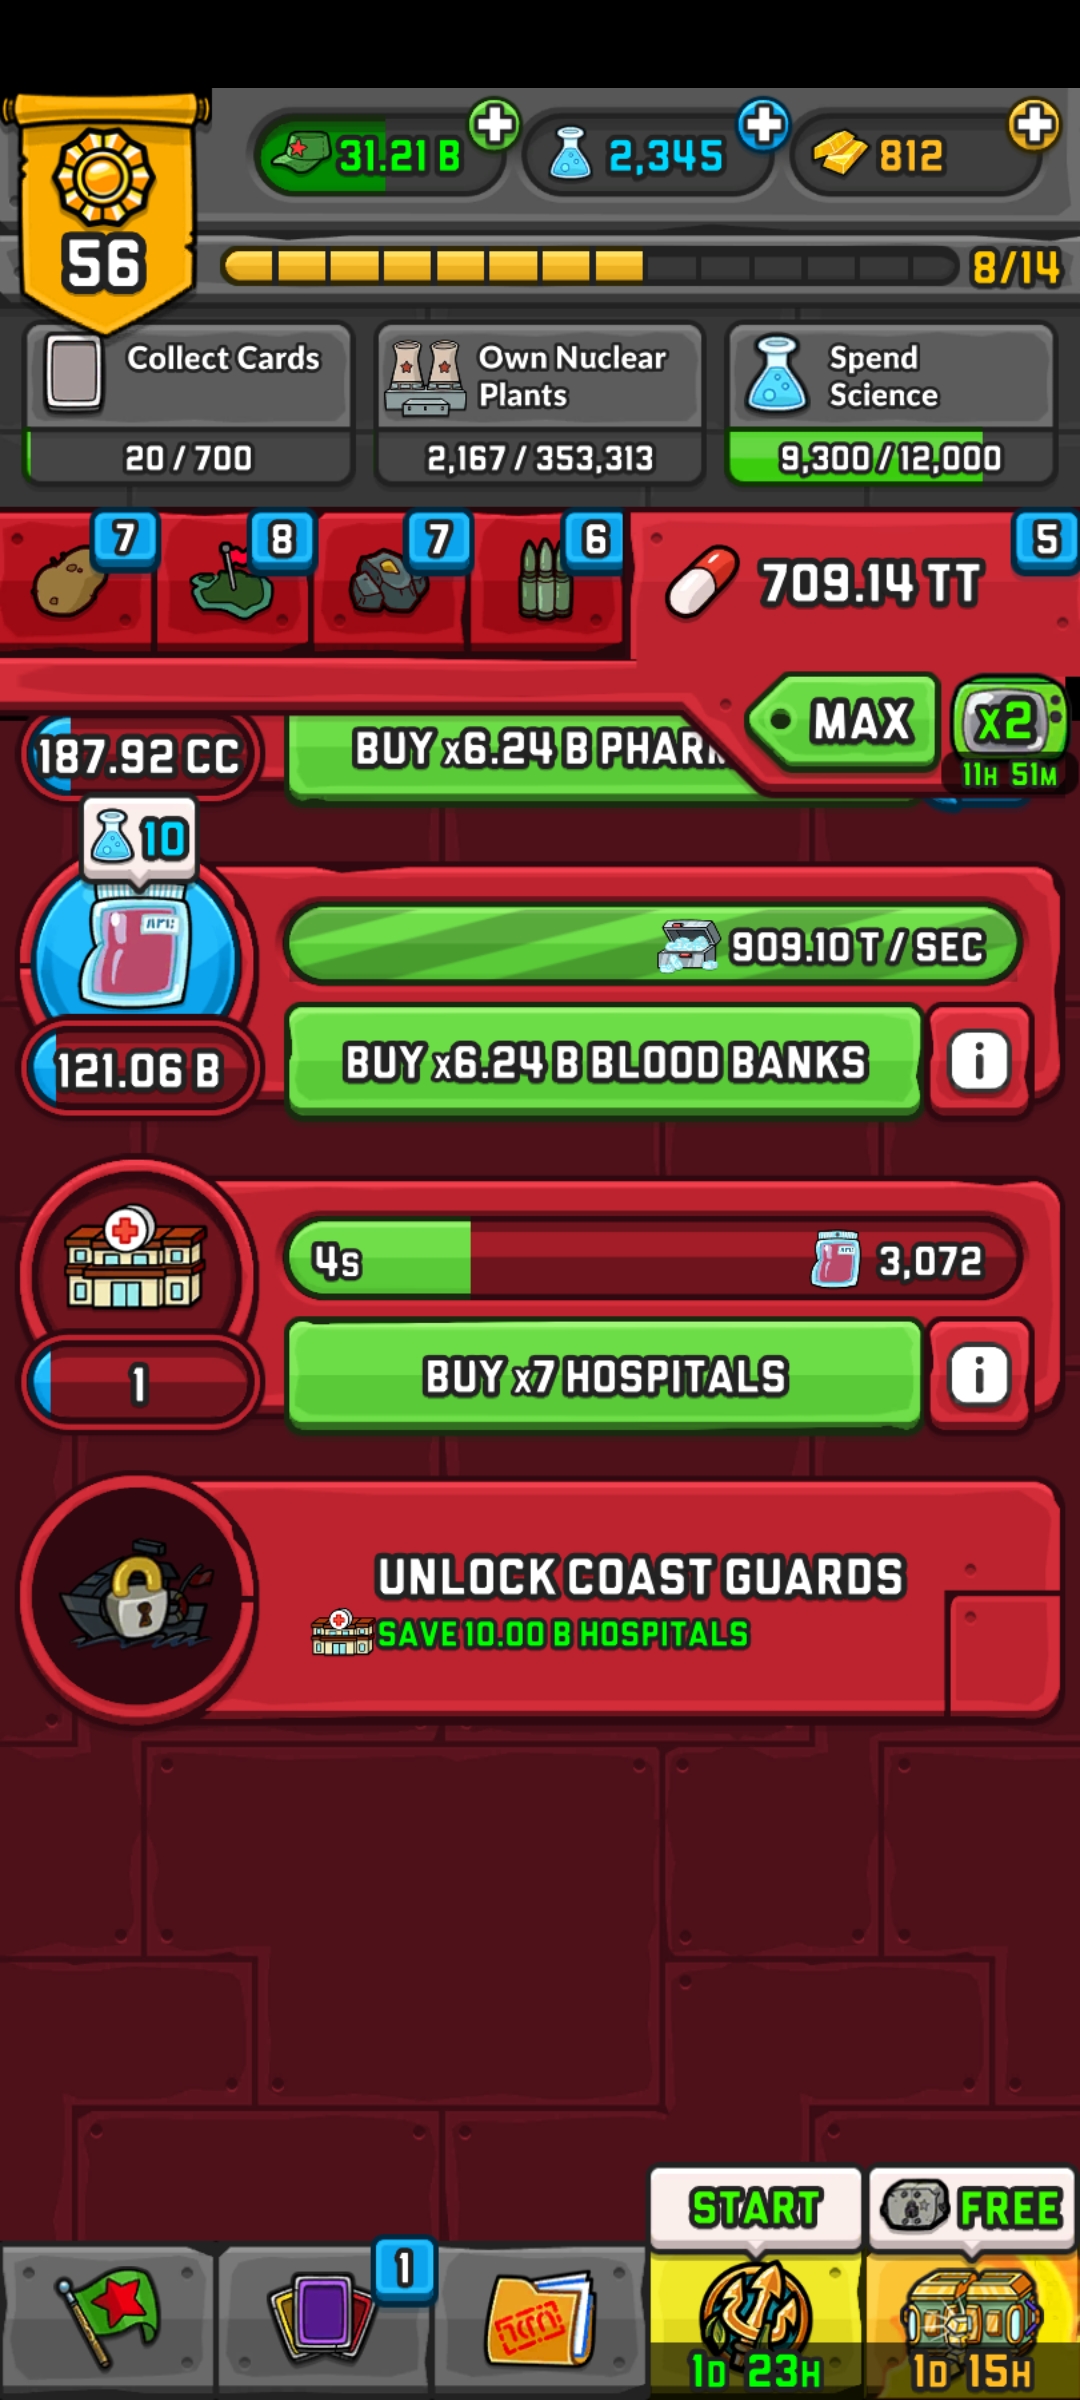 31.21 B
2,345
812
56
8/14
Collect Cards
20 / 700
Own Nuclear
Plants
2,167 / 353,313
Spend
Science
9,300 / 12,000
7
8
7
6
5
709.14 TT
MAX
x2
11H 51M
187.92 CC
BUY x6.24 B
10
909.10 T / SEC
121.06 B
BUY x6.24 B BLOOD BANKS
i
4s
3,072
1
BUY x7 HOSPITALS
i
UNLOCK COAST GUARDS
SAVE 10.00 B HOSPITALS
START
FREE
1
1D 23H
1D 15H